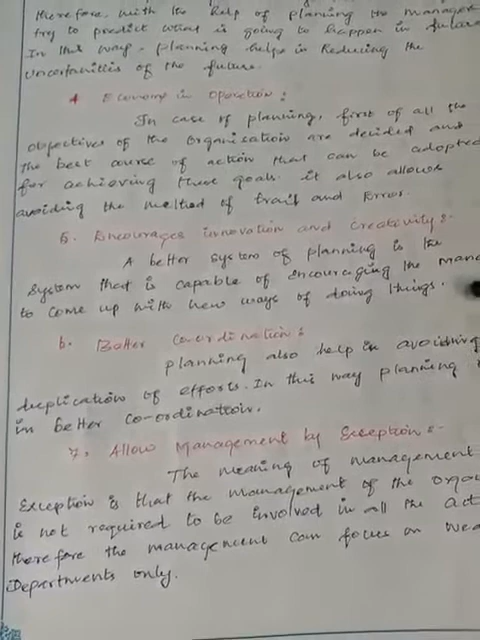 therefore, with the help of planning the manager
try to predict what is going to happen in future
In this way, planning helps in Reducing the
uncertainities of the future.
4 Economy in Operation:
In case of planning, first of all the
objectives of the Organisation are decided and
the best course of action that can be adopted
for achieving these goals. it also allows
avoiding the method of trail and Error.
5. Encourages innovation and Creativity:-
A better system of planning is the
system that is capable of encouraging the mana
to come up with new ways of doing things.
6. Better Co-ordination:
planning also help in avoiding
duplication of efforts. In this way planning
in better co-ordination.
7. Allow Management by Exception:-
The meaning of management
Exception is that the management of the orga
is not required to be involved in all the act
therefore the management can focus on Wea
Departments only.